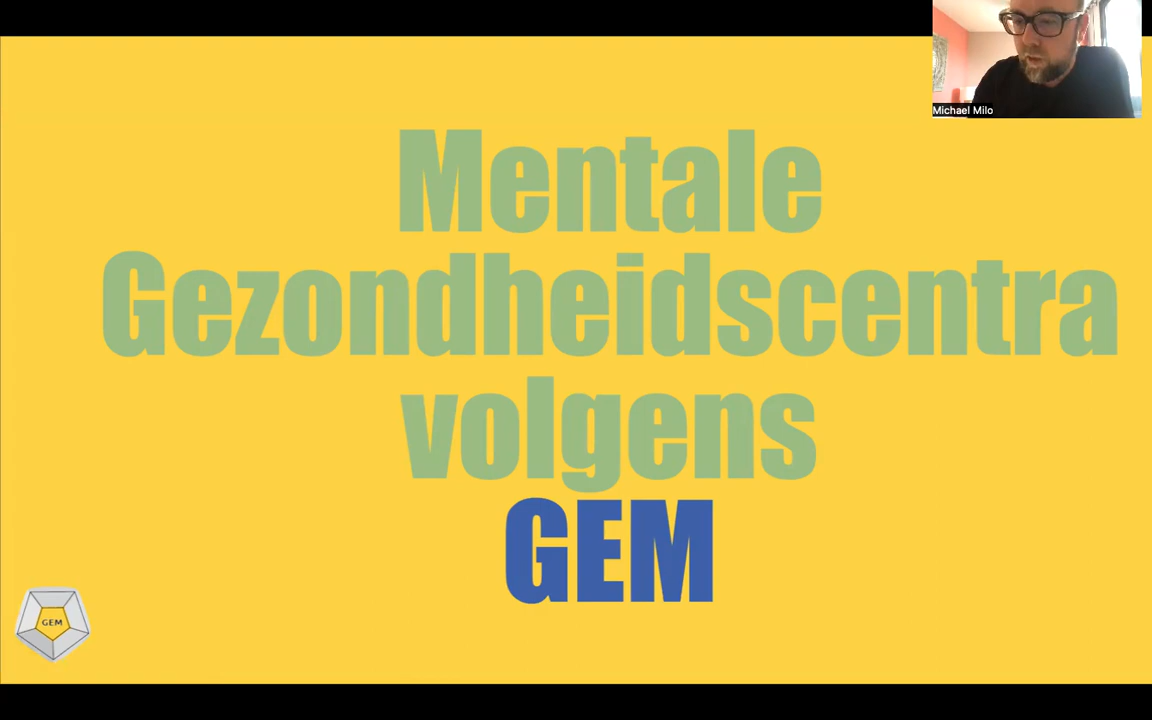 Michael Milo
Mentale
Gezondheidscentra
volgens
GEM
GEM